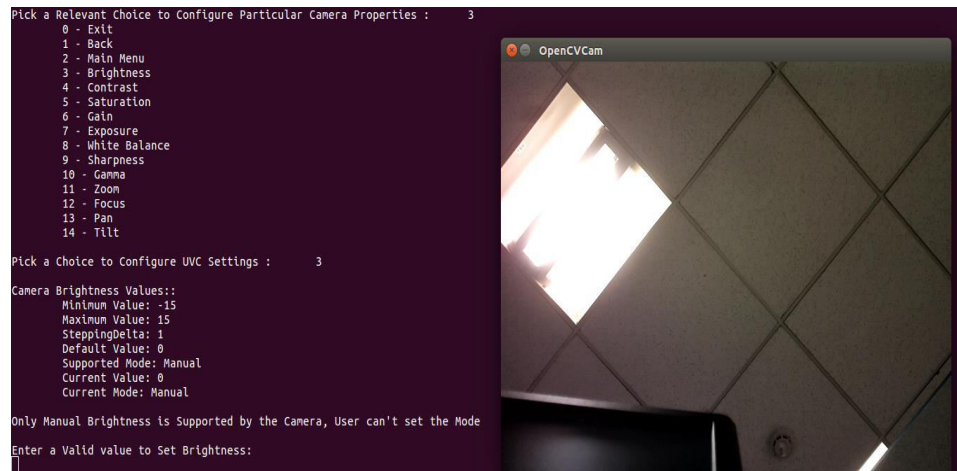 Pick a Relevant Choice to Configure Particular Camera Properties :      3
0 - Exit
1 - Back
2 - Main Menu
3 - Brightness
4 - Contrast
5 - Saturation
6 - Gain
7 - Exposure
8 - White Balance
9 - Sharpness
10 - Gamma
11 - Zoom
12 - Focus
13 - Pan
14 - Tilt
Pick a Choice to Configure UVC Settings :       3
Camera Brightness Values::
Minimum Value: -15
Maximum Value: 15
SteppingDelta: 1
Default Value: 0
Supported Mode: Manual
Current Value: 0
Current Mode: Manual
Only Manual Brightness is Supported by the Camera, User can't set the Mode
Enter a Valid value to Set Brightness:
OpenCVCam